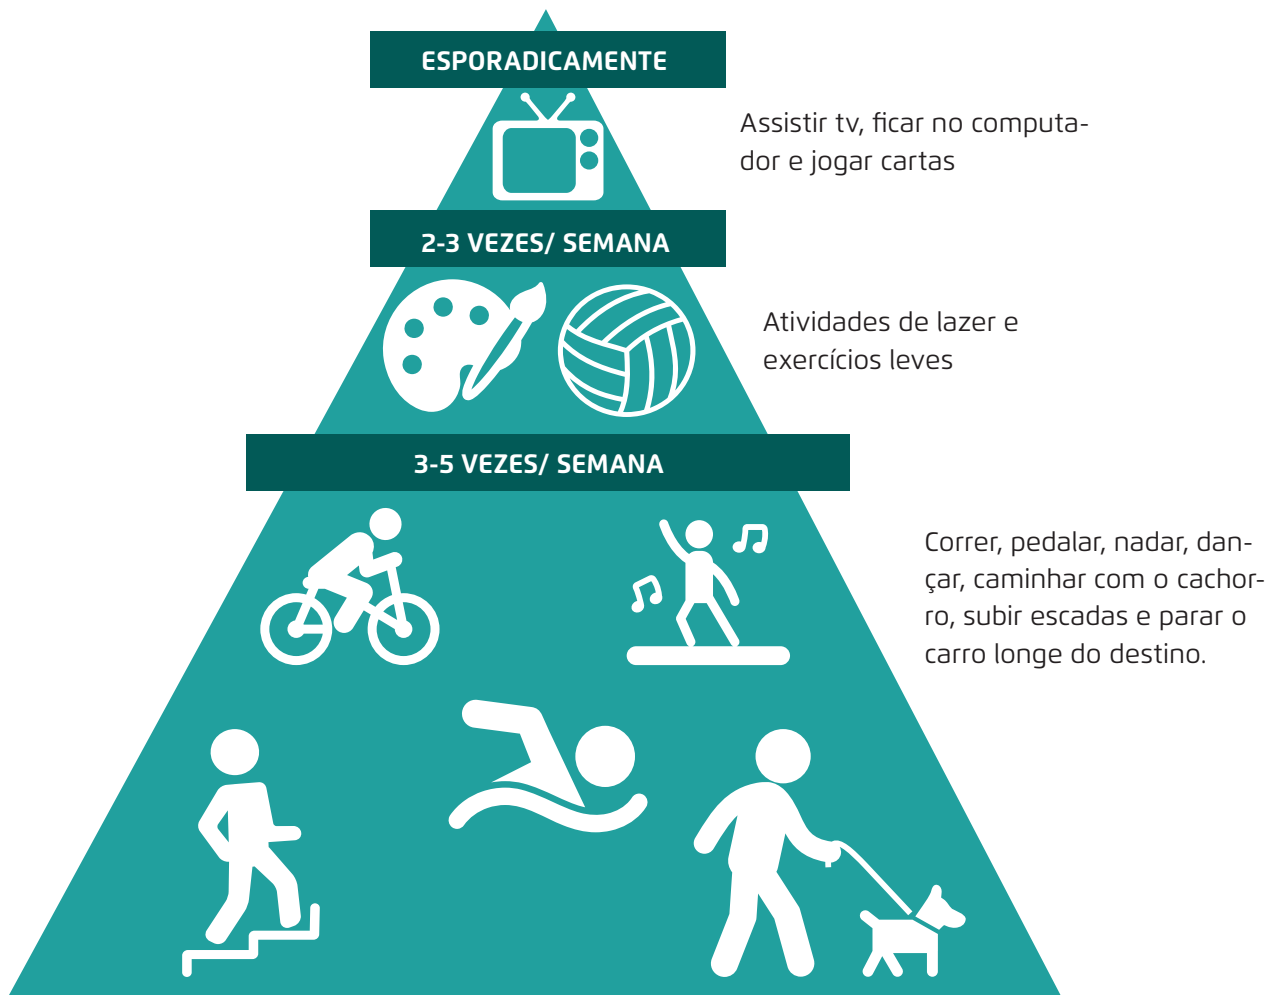 ESPORADICAMENTE
Assistir tv, ficar no computa-
dor e jogar cartas
2-3 VEZES/ SEMANA
Atividades de lazer e
exercícios leves
3-5 VEZES/ SEMANA
Correr, pedalar, nadar, dan-
çar, caminhar com o cachor-
ro, subir escadas e parar o
carro longe do destino.